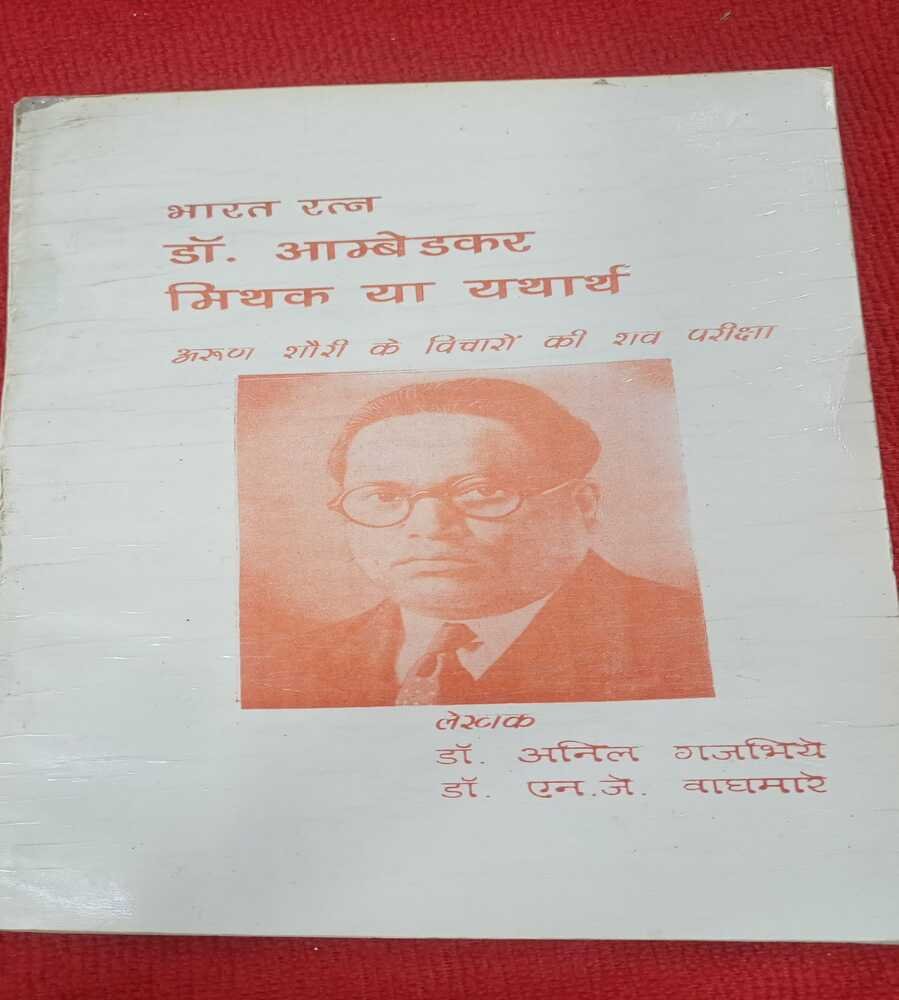 भारत रत्न
डॉ. आम्बेडकर
मिथक या यथार्थ
अरूण शौरी के विचारों की शव परीक्षा
लेखक
डॉ. अनिल गजभिये
डॉ. एन.जे. वाघमारे